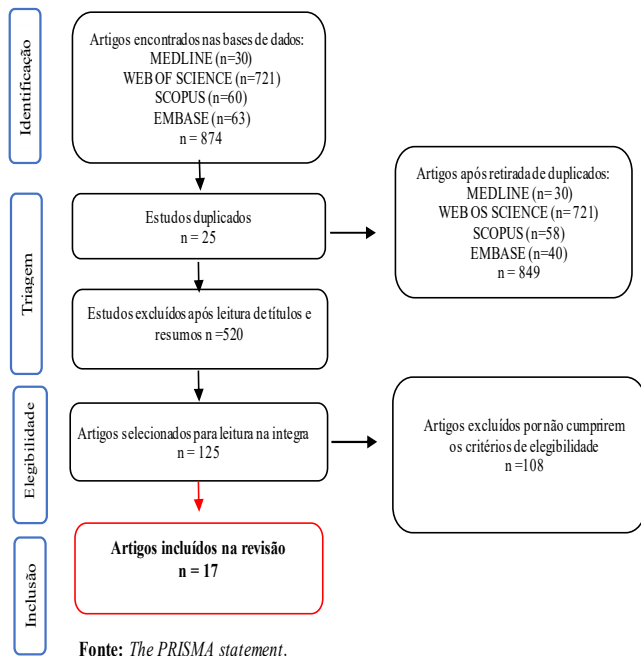 Identificação
Artigos encontrados nas bases de dados:
MEDLINE (n=30)
WEB OF SCIENCE (n=721)
SCOPUS (n=60)
EMBASE (n=63)
n = 874
Triagem
Estudos duplicados
n = 25
Artigos após retirada de duplicados:
MEDLINE (n= 30)
WEB OS SCIENCE (n= 721)
SCOPUS (n=58)
EMBASE (n=40)
n = 849
Estudos excluídos após leitura de títulos e
resumos n =520
Elegibilidade
Artigos selecionados para leitura na integra
n = 125
Artigos excluídos por não cumprirem
os critérios de elegibilidade
n =108
Inclusão
Artigos incluídos na revisão
n = 17
Fonte: The PRISMA statement.